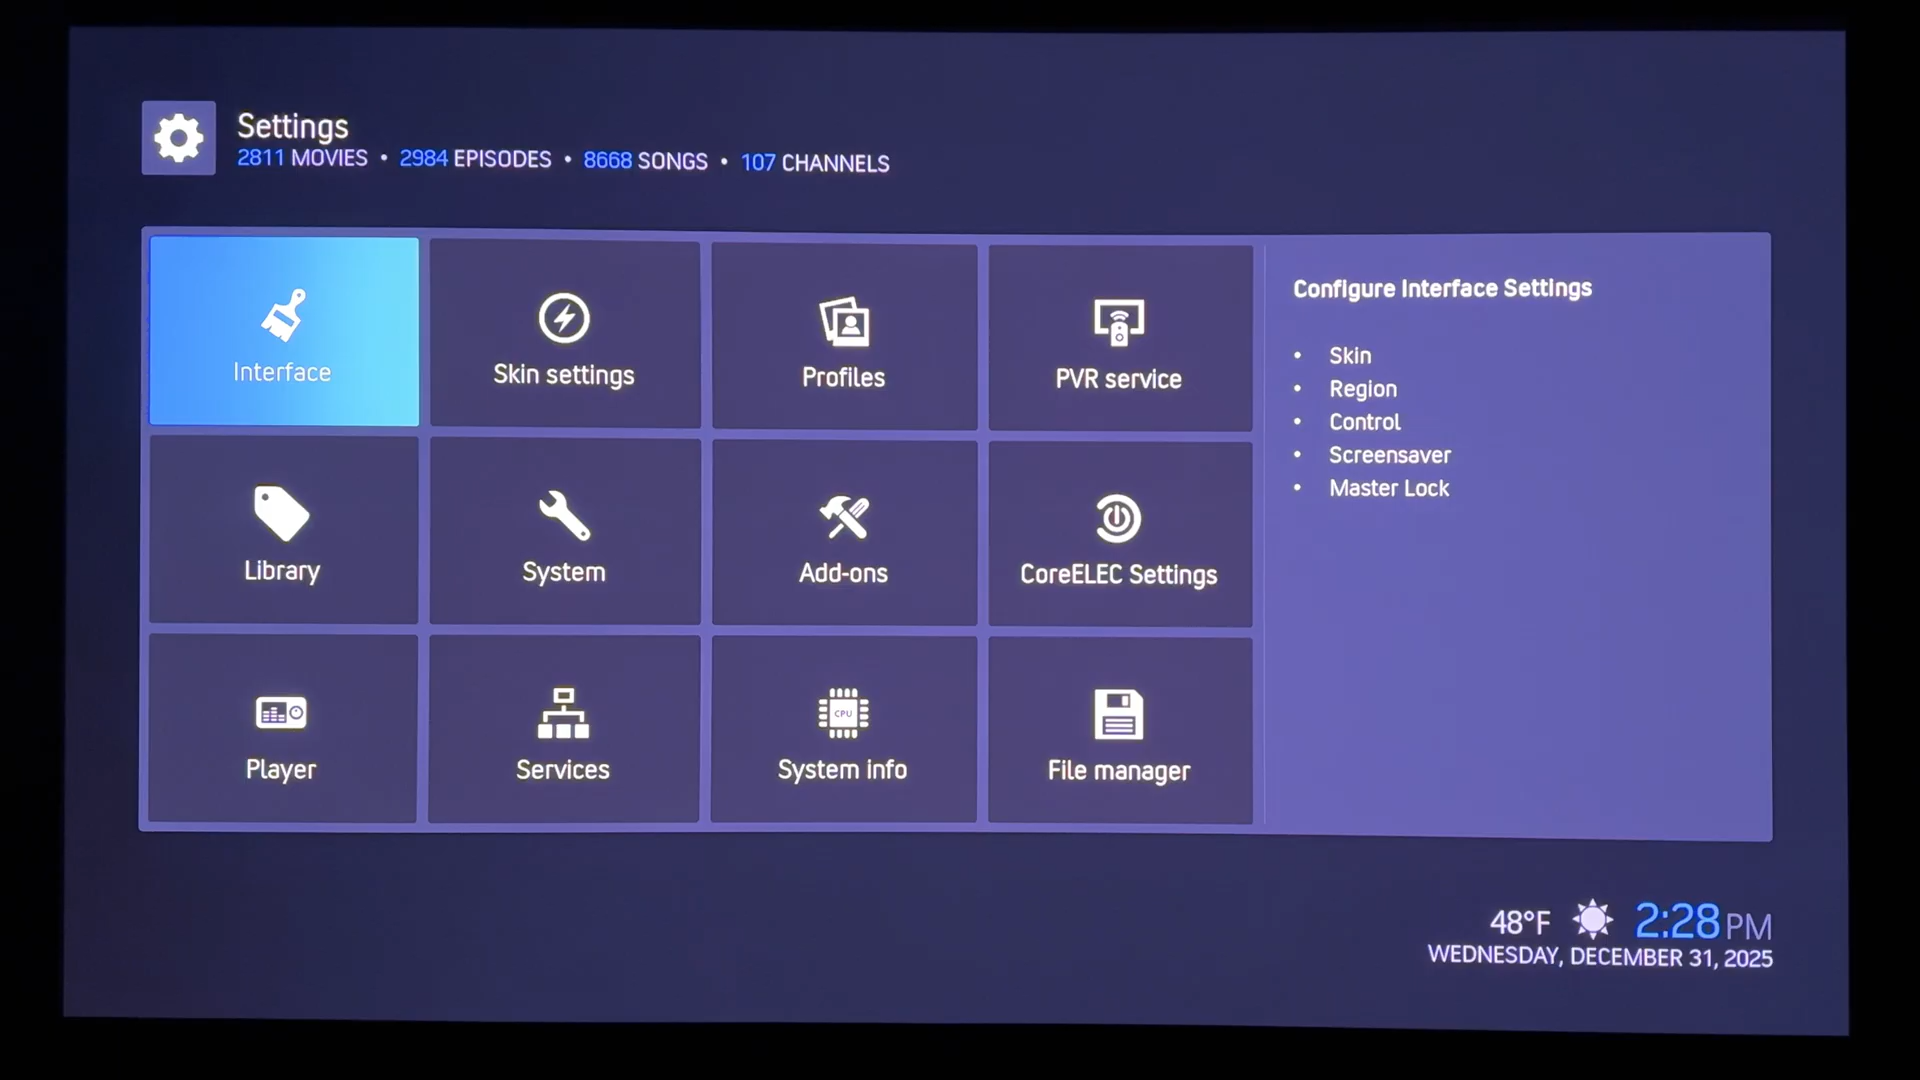 Settings
2811 MOVIES • 2984 EPISODES • 8668 SONGS • 107 CHANNELS
Interface
Skin settings
Profiles
PVR service
Library
System
Add-ons
CoreELEC Settings
Player
Services
CPU
System info
File manager
Configure Interface Settings
• Skin
• Region
• Control
• Screensaver
• Master Lock
48°F 2:28 PM
WEDNESDAY, DECEMBER 31, 2025